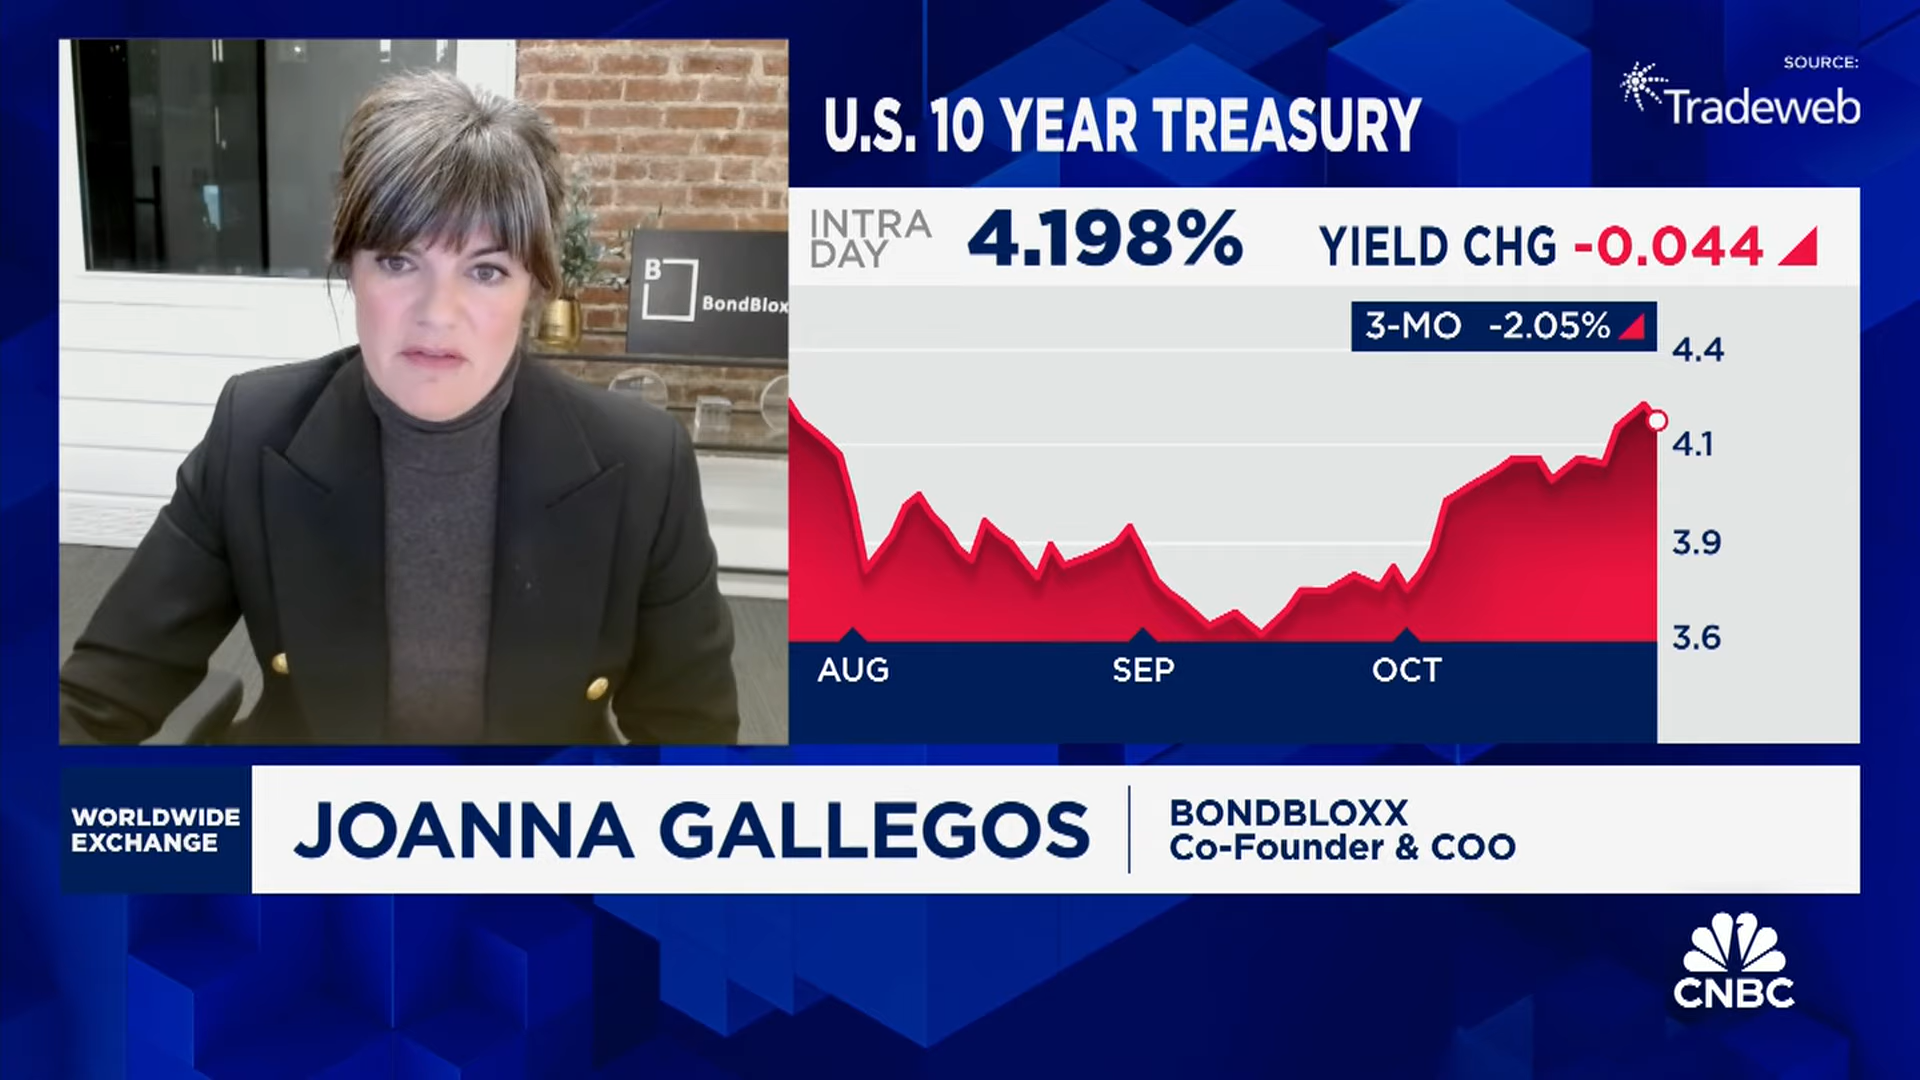 SOURCE:
Tradeweb
U.S. 10 YEAR TREASURY
INTRA
DAY
4.198%
YIELD CHG -0.044
3-MO -2.05%
4.4
4.1
3.9
3.6
AUG
SEP
OCT
B
BondBlox
WORLDWIDE
EXCHANGE
JOANNA GALLEGOS
BONDBLOXX
Co-Founder & COO
CNBC